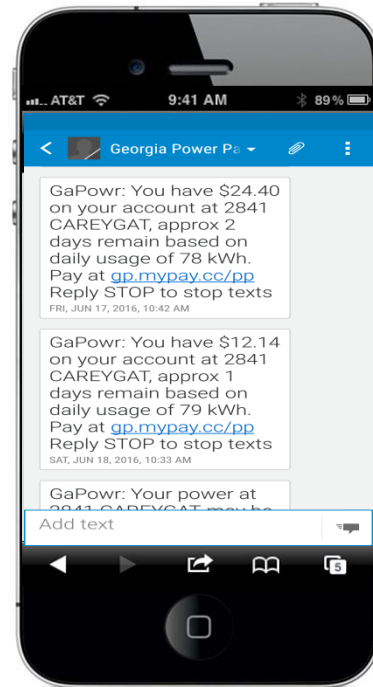 AT&T 9:41 AM 89%
Georgia Power Pa
GaPowr: You have $24.40
on your account at 2841
CAREYGAT, approx 2
days remain based on
daily usage of 78 kWh.
Pay at gp.mypay.cc/pp
Reply STOP to stop texts
FRI, JUN 17, 2016, 10:42 AM
GaPowr: You have $12.14
on your account at 2841
CAREYGAT, approx 1
days remain based on
daily usage of 79 kWh.
Pay at gp.mypay.cc/pp
Reply STOP to stop texts
SAT, JUN 18, 2016, 10:33 AM
GaPowr: Your power at
2841 CAREYGAT may be
Add text
5